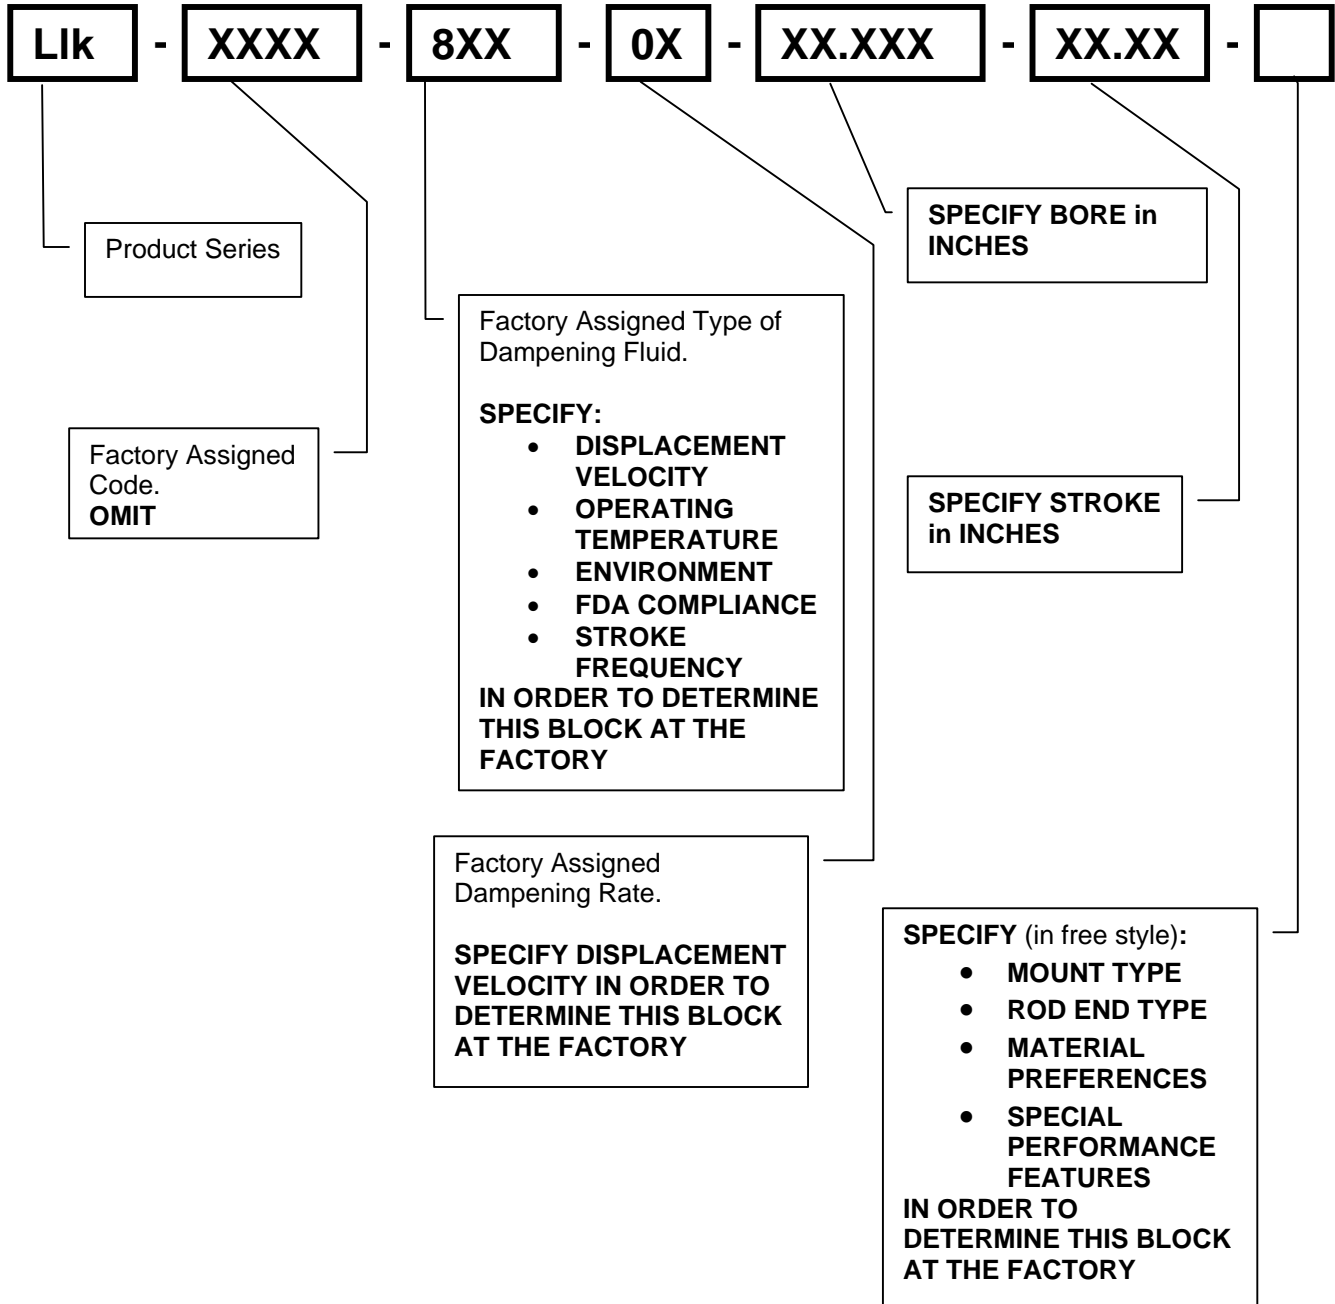 Llk - XXXX - 8XX - 0X - XX.XXX - XX.XX -
Product Series
Factory Assigned
Code.
OMIT
Factory Assigned Type of
Dampening Fluid.
SPECIFY:
• DISPLACEMENT
VELOCITY
• OPERATING
TEMPERATURE
• ENVIRONMENT
• FDA COMPLIANCE
• STROKE
FREQUENCY
IN ORDER TO DETERMINE
THIS BLOCK AT THE
FACTORY
Factory Assigned
Dampening Rate.
SPECIFY DISPLACEMENT
VELOCITY IN ORDER TO
DETERMINE THIS BLOCK
AT THE FACTORY
SPECIFY BORE in
INCHES
SPECIFY STROKE
in INCHES
SPECIFY (in free style):
• MOUNT TYPE
• ROD END TYPE
• MATERIAL
PREFERENCES
• SPECIAL
PERFORMANCE
FEATURES
IN ORDER TO
DETERMINE THIS BLOCK
AT THE FACTORY